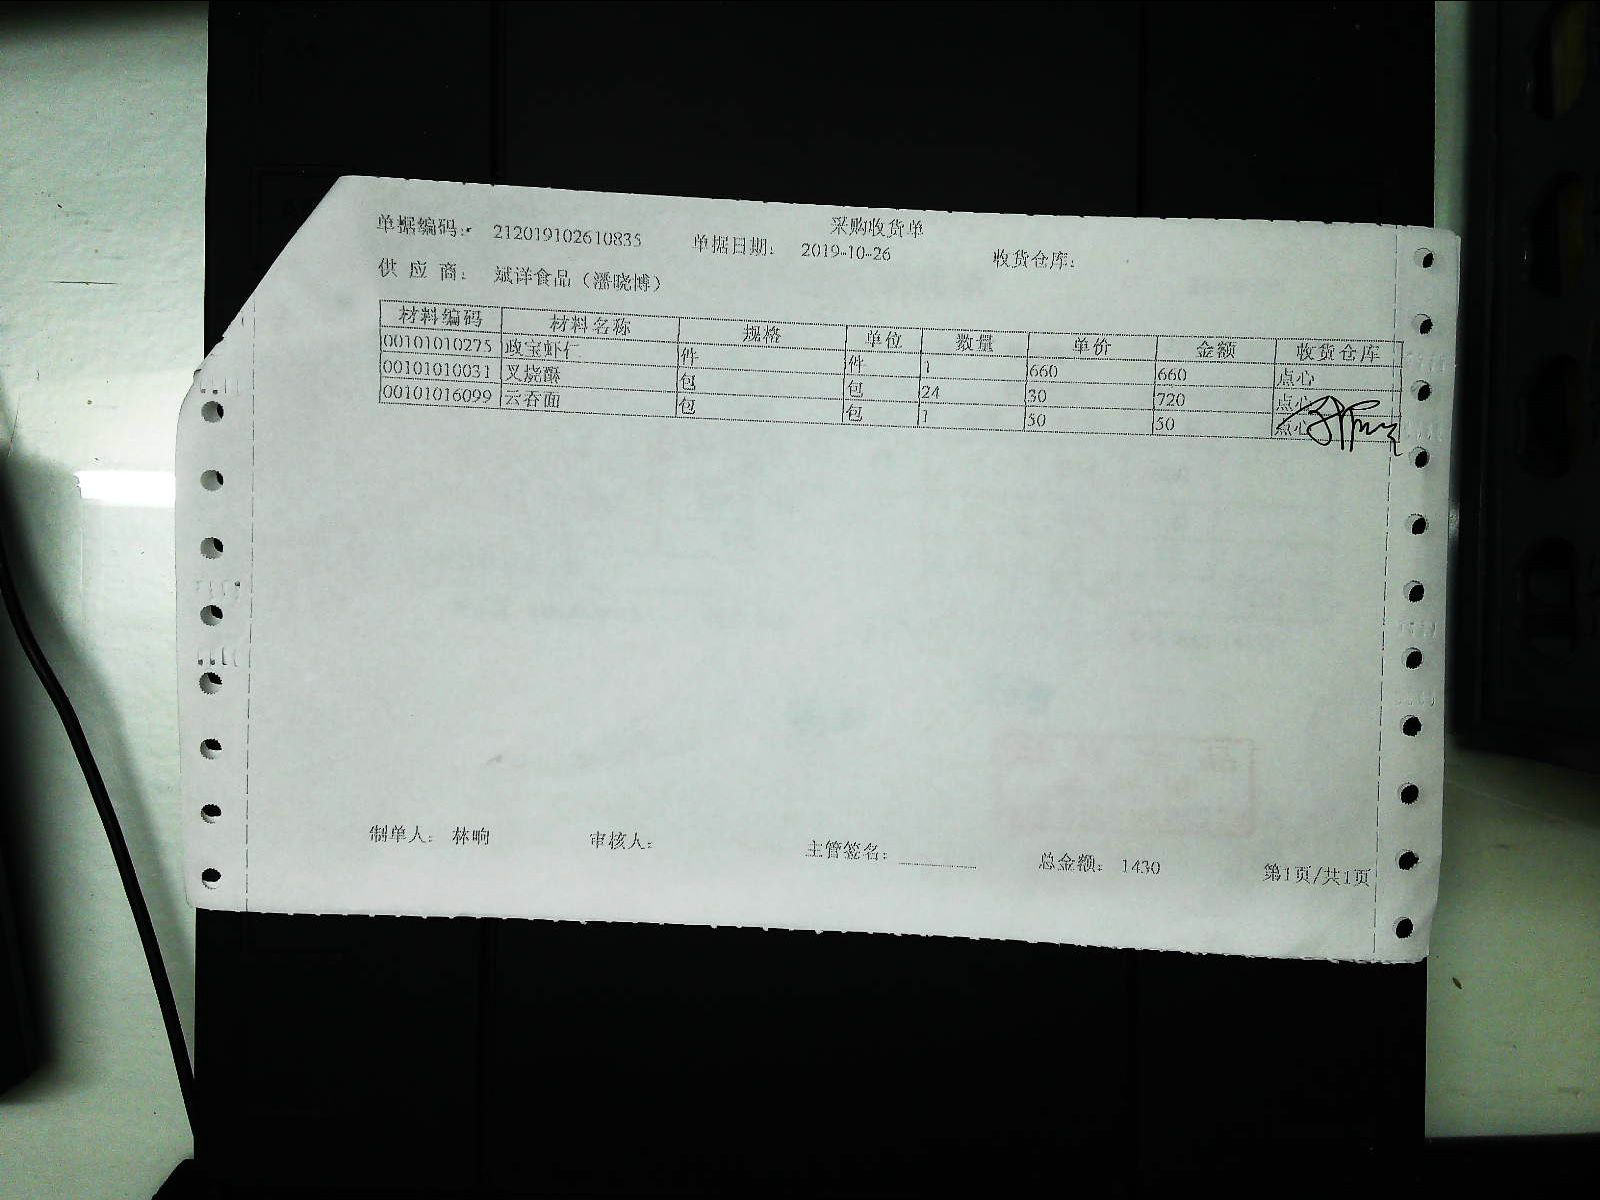 采购收货单
单据编码： 212019102610835 单据日期： 2019-10-26 收货仓库：
供 应 商： 斌洋食品（潘晓博）
材料编码 材料名称 规格 单位 数量 单价 金额 收货仓库
00101010275 政宝虾仁 件 件 1 660 660 点心
00101010031 叉烧酥 包 包 24 30 720 点心
00101016099 云吞面 包 包 1 50 50 点心
制单人： 林晌 审核人： 主管签名： 总金额： 1430 第1页/共1页